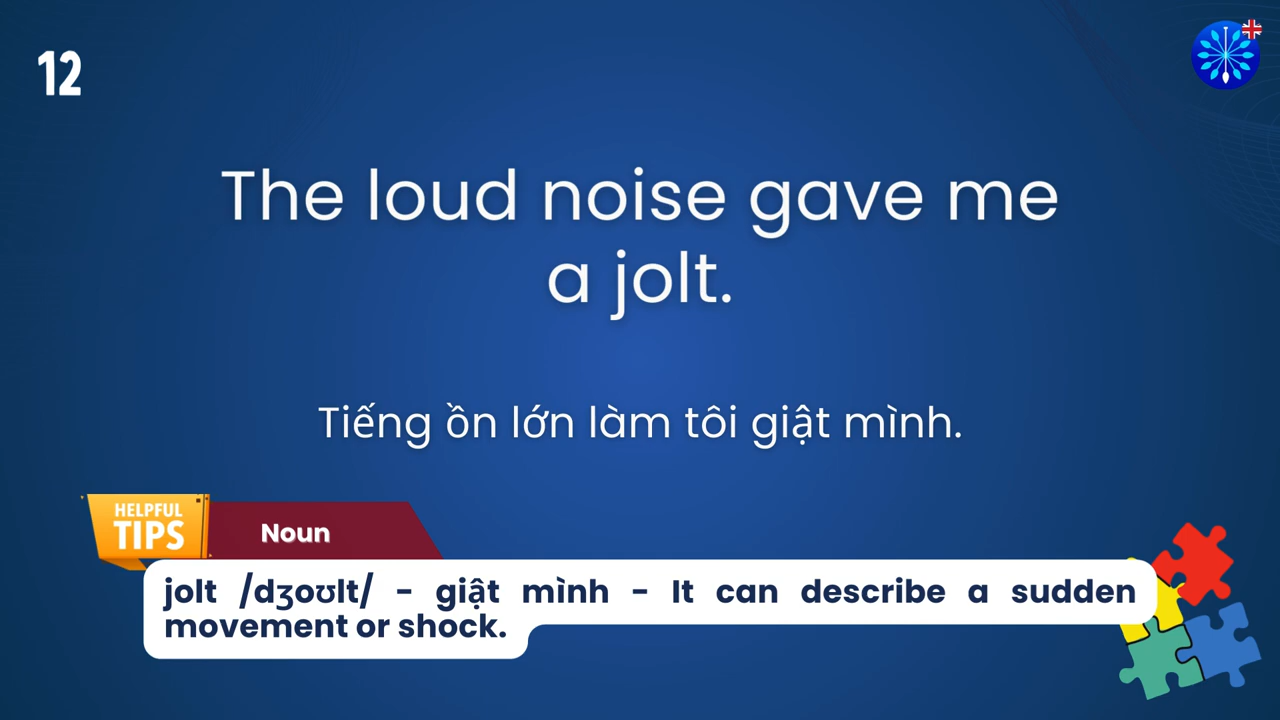 12
The loud noise gave me
a jolt.
Tiếng ồn lớn làm tôi giật mình.
HELPFUL
TIPS
Noun
jolt /dʒoʊlt/ - giật mình - It can describe a sudden
movement or shock.